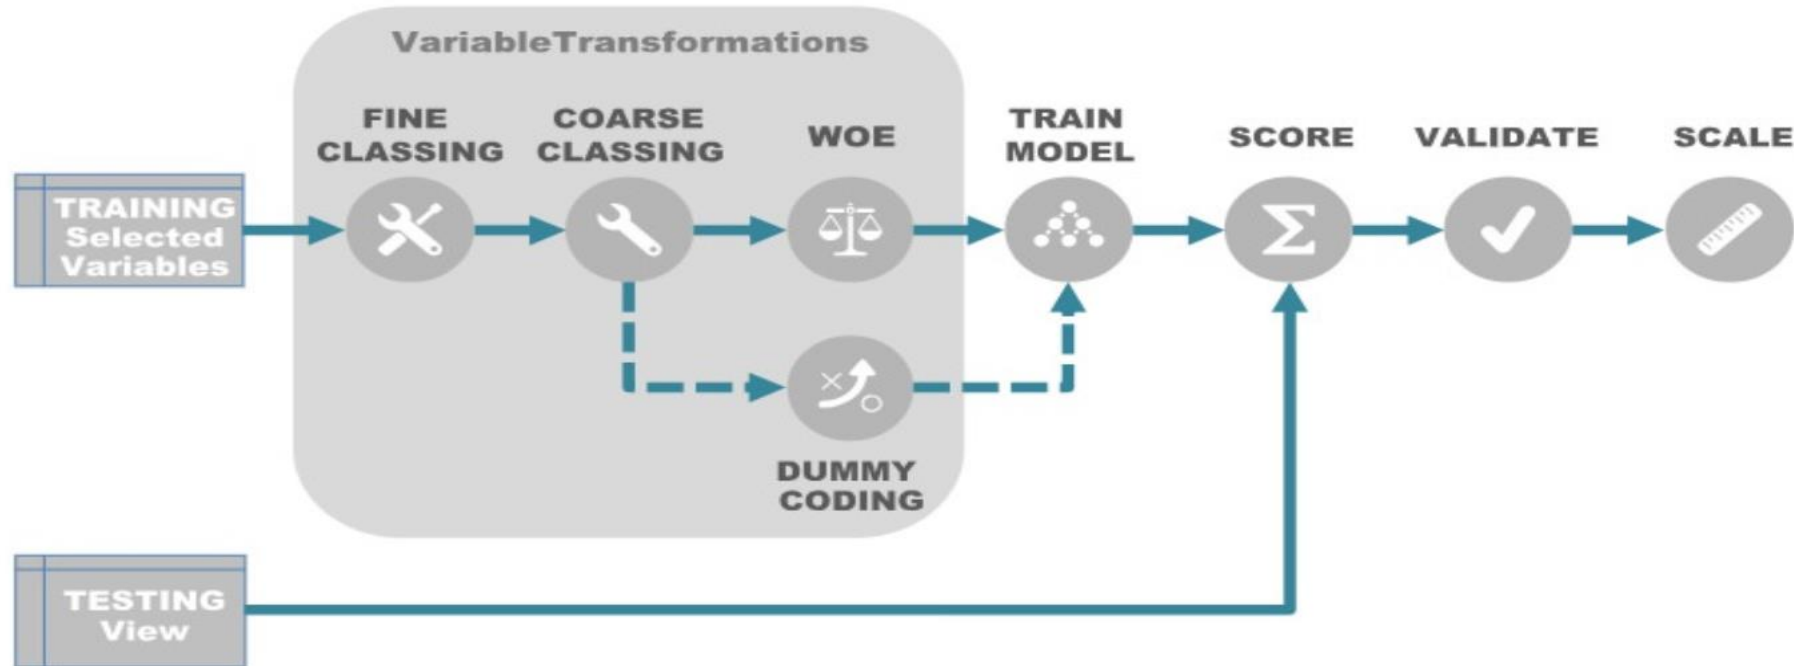 VariableTransformations
FINE
CLASSING
COARSE
CLASSING
WOE
TRAIN
MODEL
SCORE
VALIDATE
SCALE
TRAINING
Selected
Variables
DUMMY
CODING
TESTING
View